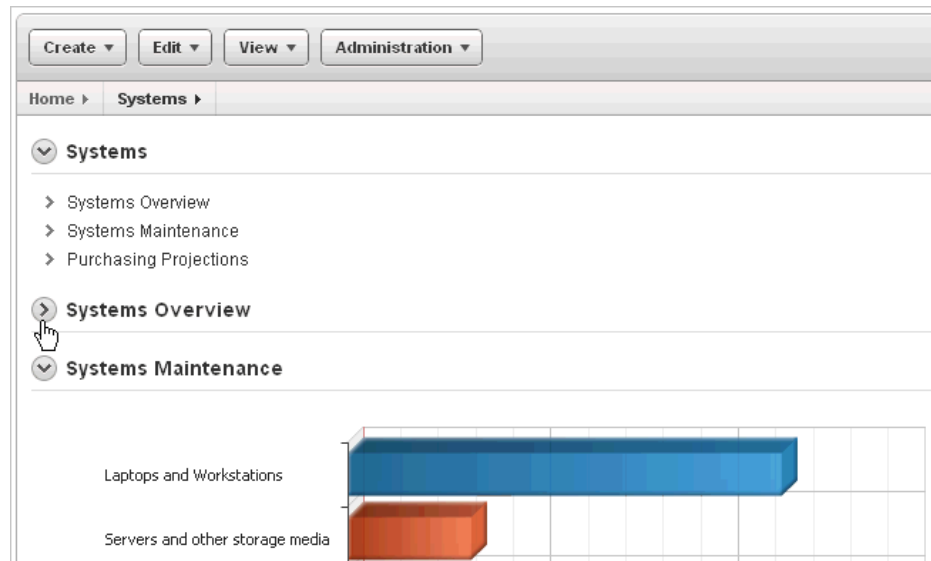 Create Edit View Administration
Home Systems
Systems
Systems Overview
Systems Maintenance
Purchasing Projections
Systems Overview
Systems Maintenance
Laptops and Workstations
Servers and other storage media